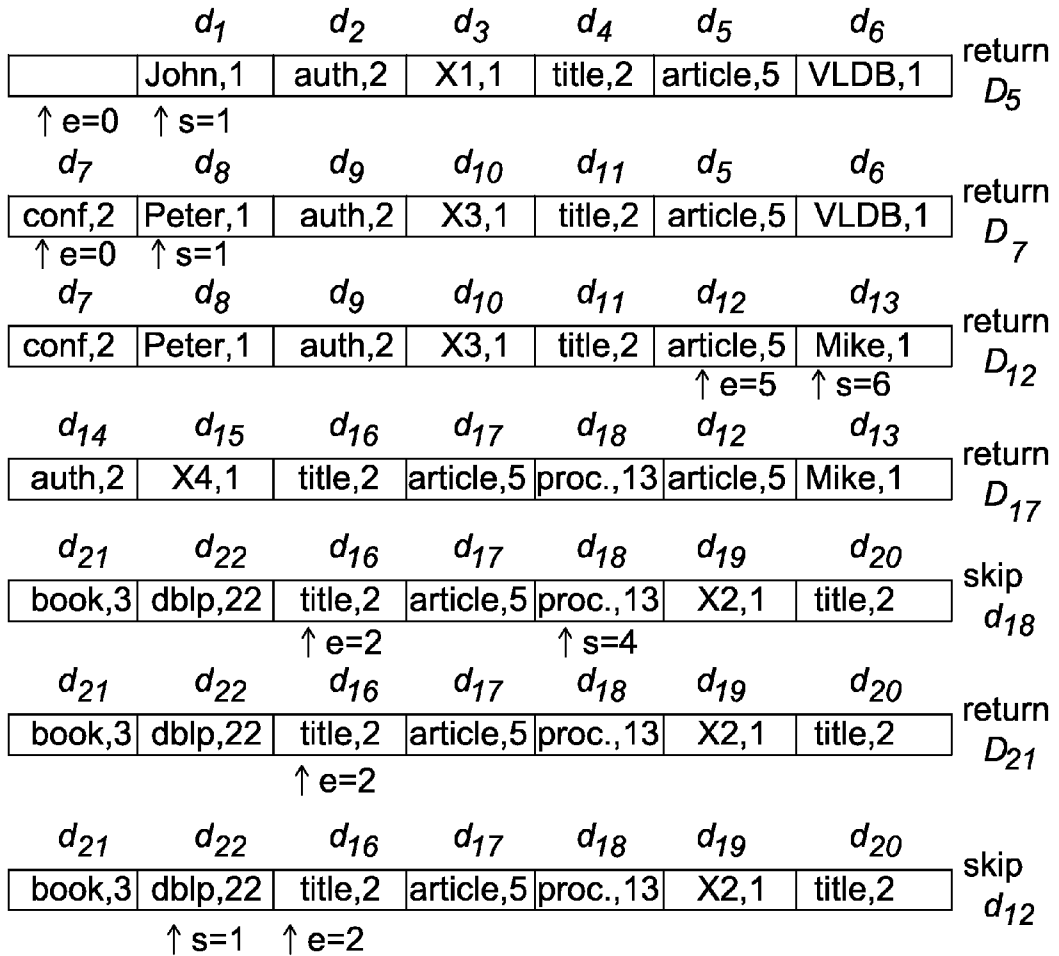 d1 d2 d3 d4 d5 d6
John,1 auth,2 X1,1 title,2 article,5 VLDB,1 return D5
↑ e=0 ↑ s=1
d7 d8 d9 d10 d11 d5 d6
conf,2 Peter,1 auth,2 X3,1 title,2 article,5 VLDB,1 return D7
↑ e=0 ↑ s=1
d7 d8 d9 d10 d11 d12 d13
conf,2 Peter,1 auth,2 X3,1 title,2 article,5 Mike,1 return D12
↑ e=5 ↑ s=6
d14 d15 d16 d17 d18 d12 d13
auth,2 X4,1 title,2 article,5 proc.,13 article,5 Mike,1 return D17
d21 d22 d16 d17 d18 d19 d20
book,3 dblp,22 title,2 article,5 proc.,13 X2,1 title,2 skip d18
↑ e=2 ↑ s=4
d21 d22 d16 d17 d18 d19 d20
book,3 dblp,22 title,2 article,5 proc.,13 X2,1 title,2 return D21
↑ e=2
d21 d22 d16 d17 d18 d19 d20
book,3 dblp,22 title,2 article,5 proc.,13 X2,1 title,2 skip d12
↑ s=1 ↑ e=2